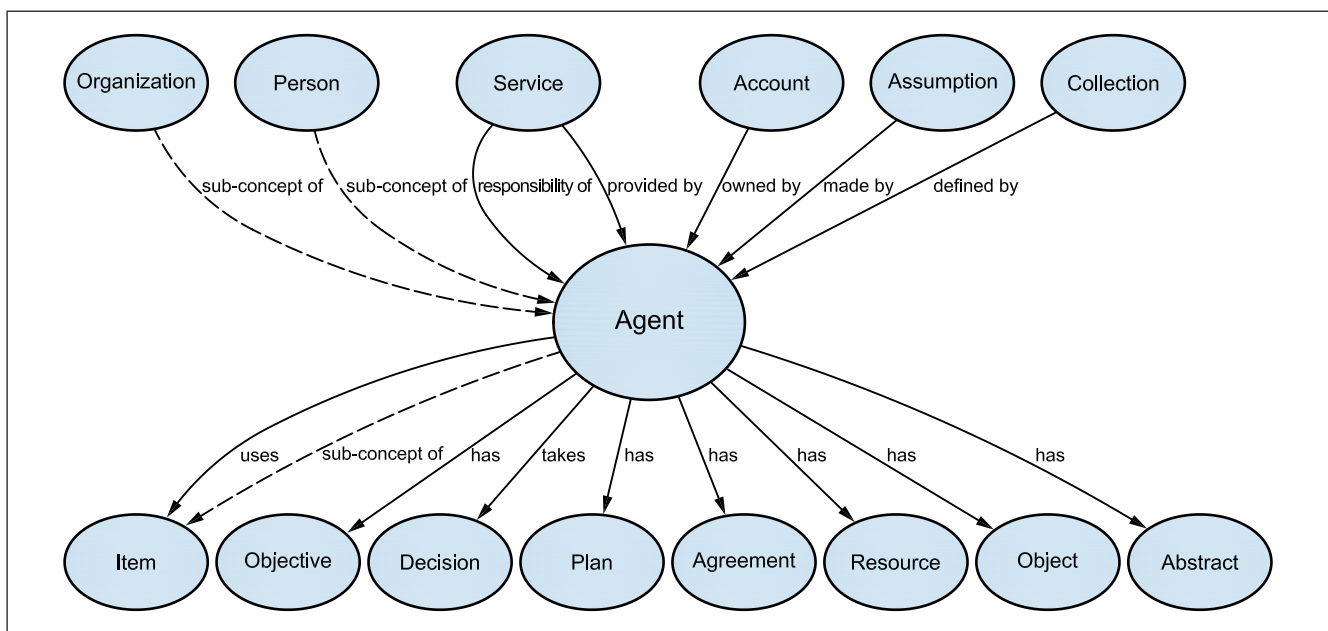 Organization
Person
Service
Account
Assumption
Collection
sub-concept of
sub-concept of
responsibility of
provided by
owned by
made by
defined by
Agent
uses
sub-concept of
has
takes
has
has
has
has
has
Item
Objective
Decision
Plan
Agreement
Resource
Object
Abstract